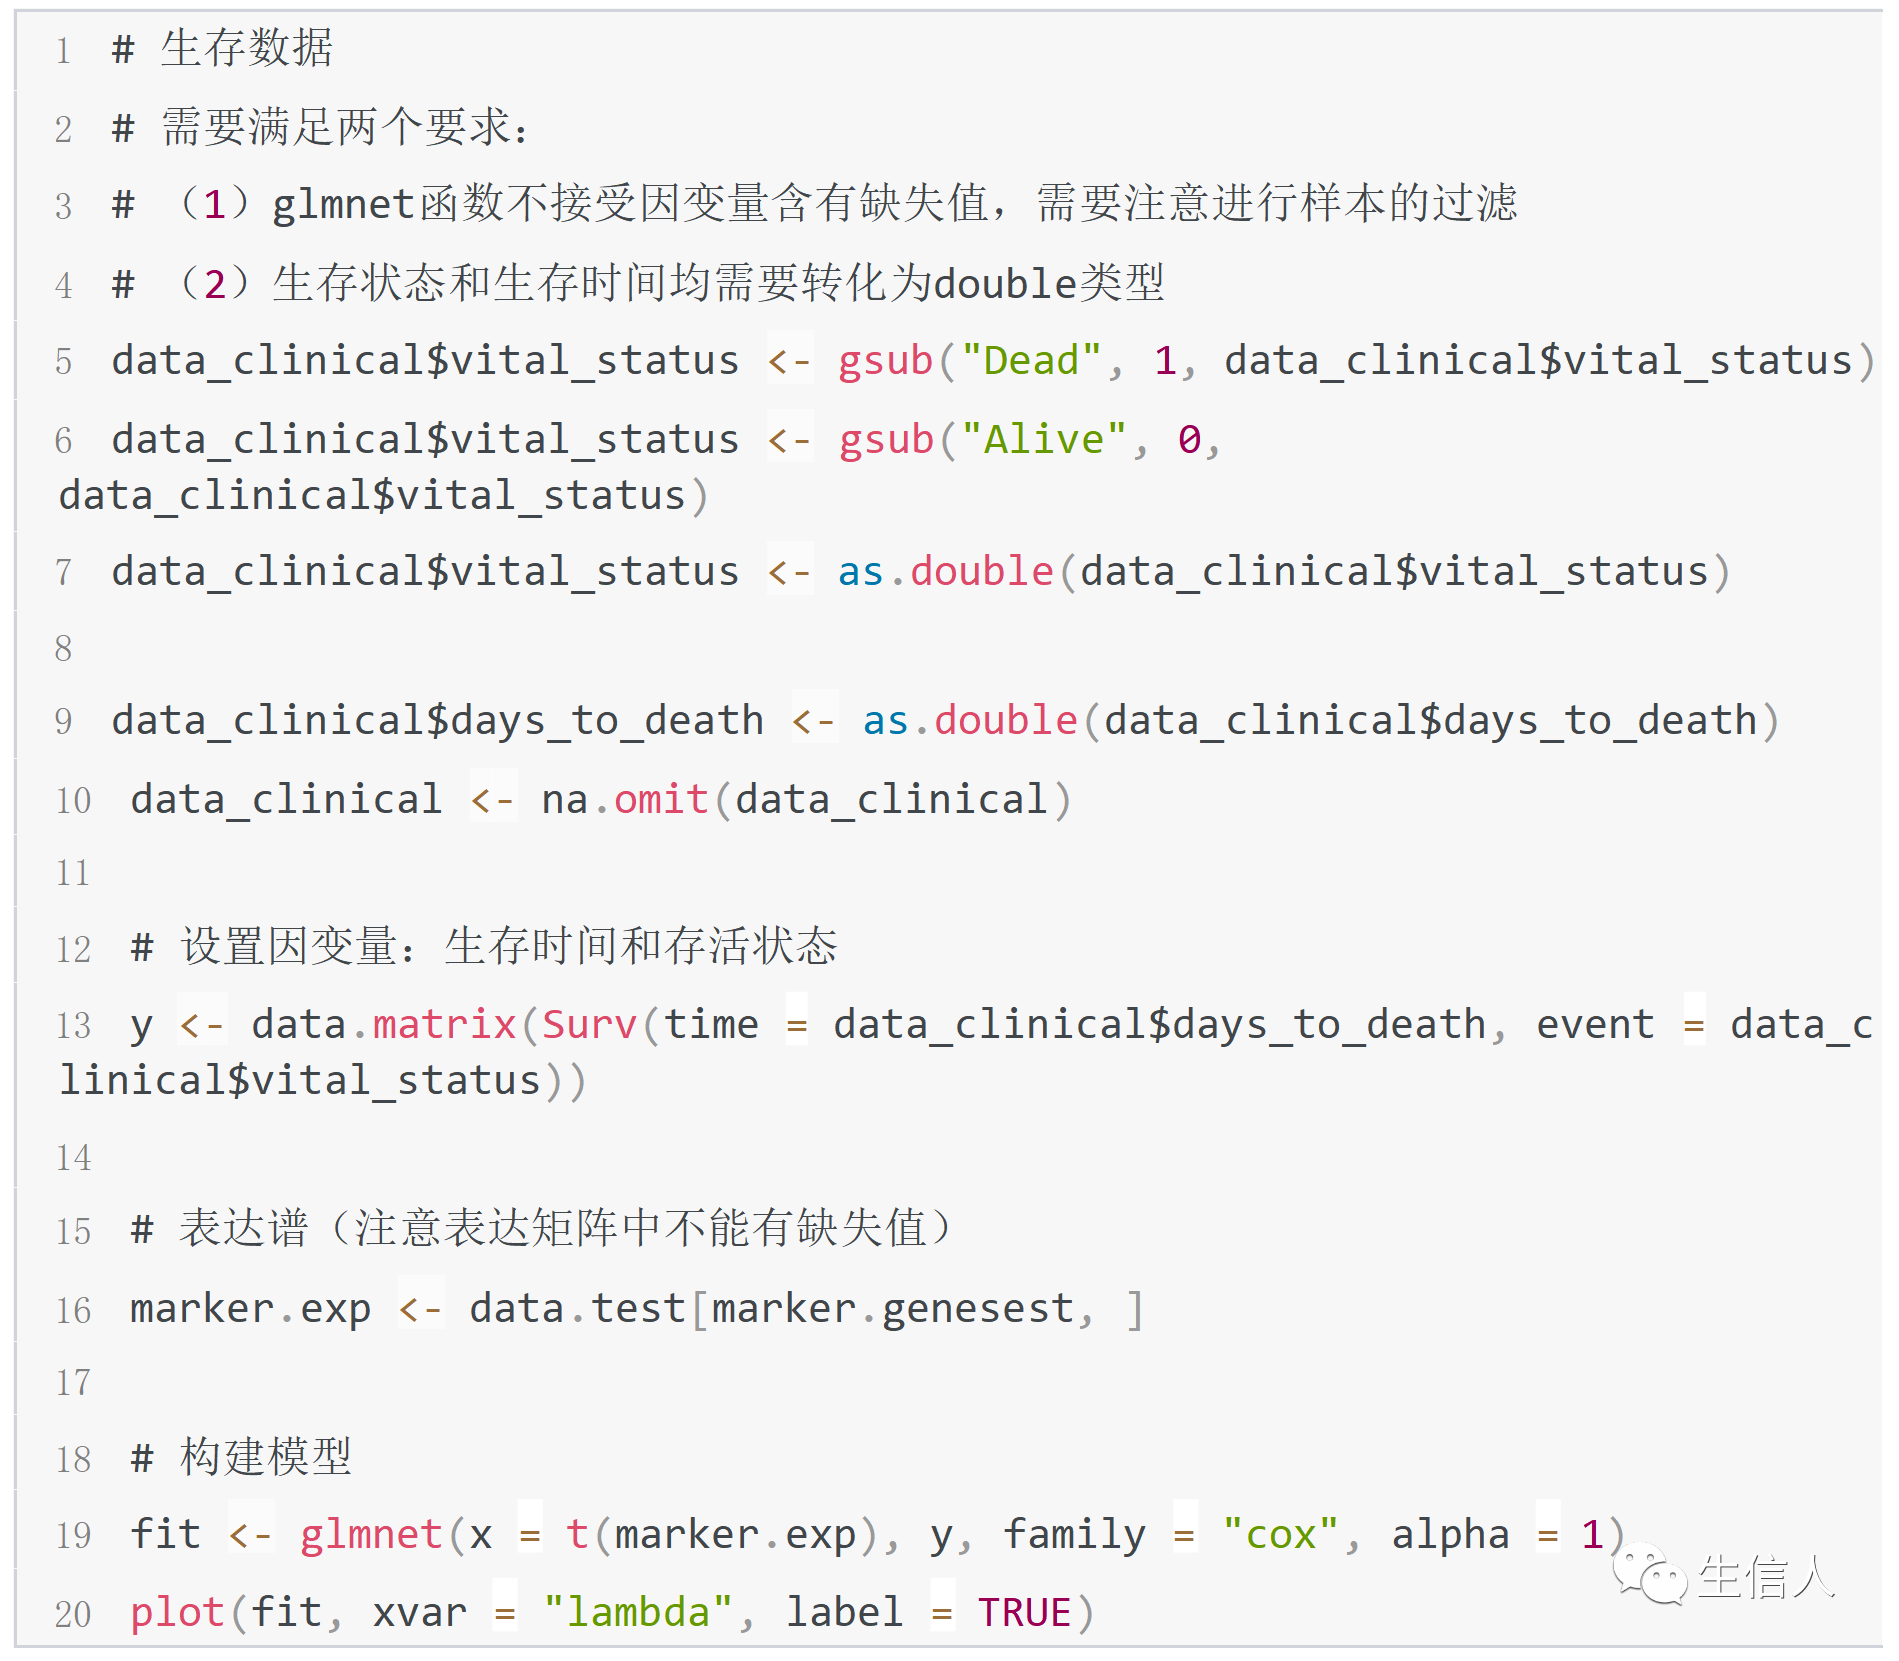 1 # 生存数据
2 # 需要满足两个要求：
3 # （1）glmnet函数不接受因变量含有缺失值，需要注意进行样本的过滤
4 # （2）生存状态和生存时间均需要转化为double类型
5 data_clinical$vital_status <- gsub("Dead", 1, data_clinical$vital_status)
6 data_clinical$vital_status <- gsub("Alive", 0,
data_clinical$vital_status)
7 data_clinical$vital_status <- as.double(data_clinical$vital_status)
8
9 data_clinical$days_to_death <- as.double(data_clinical$days_to_death)
10 data_clinical <- na.omit(data_clinical)
11
12 # 设置因变量：生存时间和存活状态
13 y <- data.matrix(Surv(time = data_clinical$days_to_death, event = data_c
linical$vital_status))
14
15 # 表达谱（注意表达矩阵中不能有缺失值）
16 marker.exp <- data.test[marker.genesest, ]
17
18 # 构建模型
19 fit <- glmnet(x = t(marker.exp), y, family = "cox", alpha = 1)
20 plot(fit, xvar = "lambda", label = TRUE)
生信人